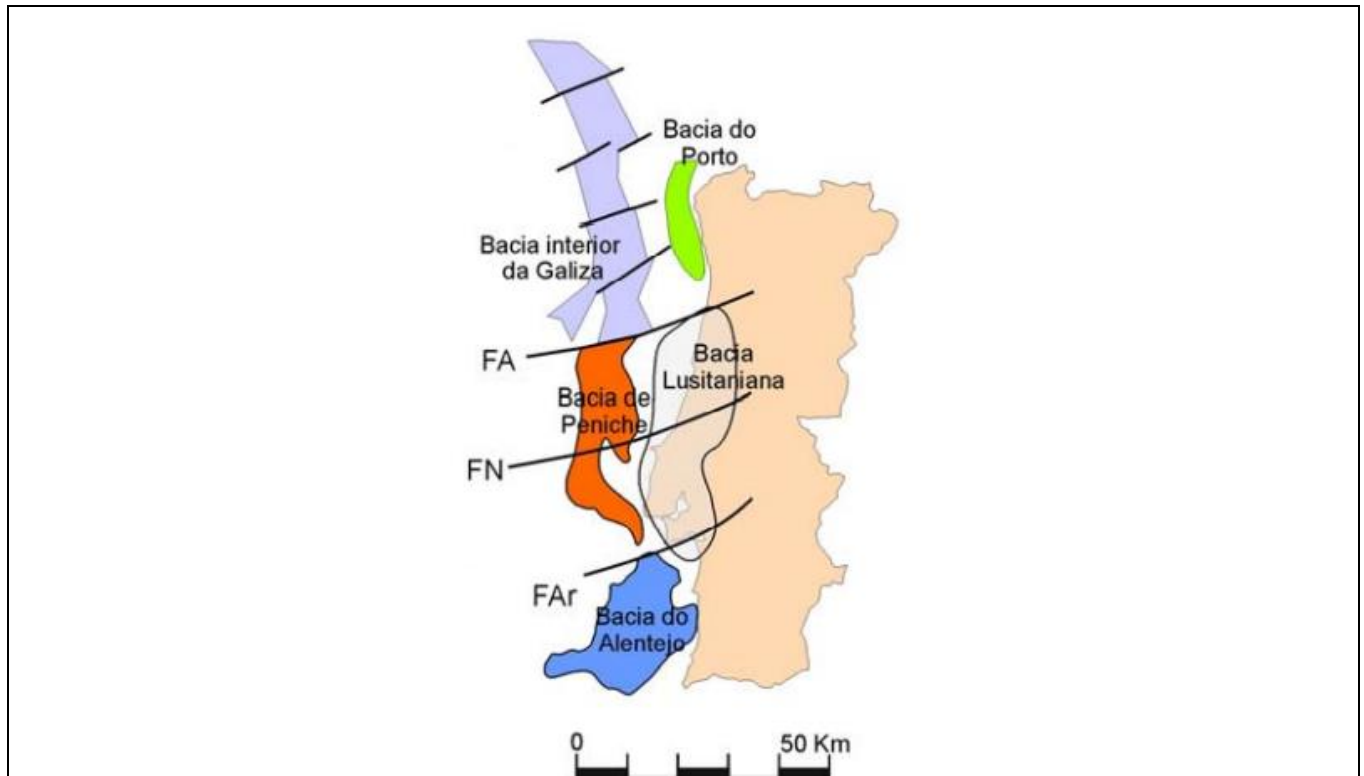 Bacia do
Porto
Bacia interior
da Galiza
FA
Bacia
Lusitaniana
Bacia de
Peniche
FN
FAr
Bacia do
Alentejo
0
50 Km